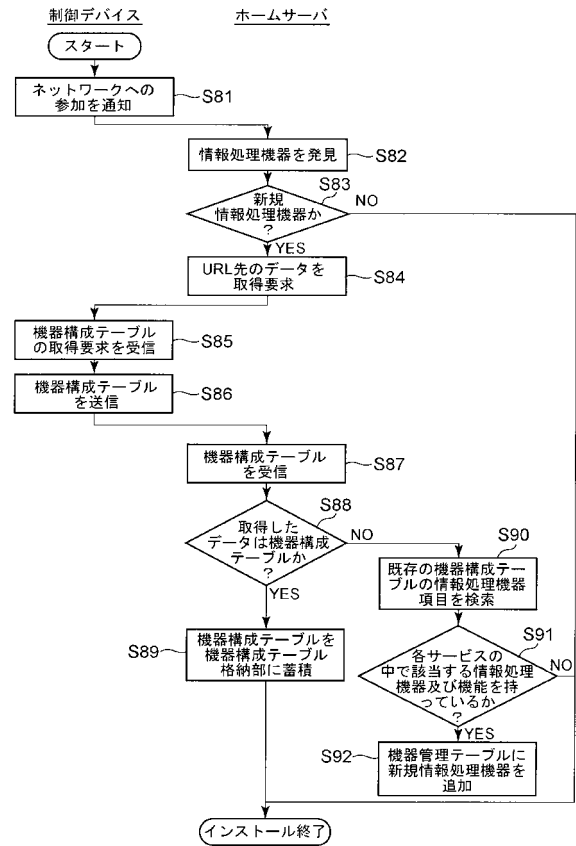 制御デバイス
ホームサーバ
スタート
ネットワークへの
参加を通知
S81
情報処理機器を発見
S82
S83
新規
情報処理機器か
?
NO
YES
URL先のデータを
取得要求
S84
機器構成テーブル
の取得要求を受信
S85
機器構成テーブル
を送信
S86
機器構成テーブル
を受信
S87
S88
取得した
データは機器構成
テーブルか
?
NO
YES
S90
既存の機器構成テー
ブルの情報処理機器
項目を検索
S89
機器構成テーブルを
機器構成テーブル
格納部に蓄積
S91
各サービスの
中で該当する情報処理
機器及び機能を持
っているか
?
NO
YES
S92
機器管理テーブルに
新規情報処理機器を
追加
インストール終了